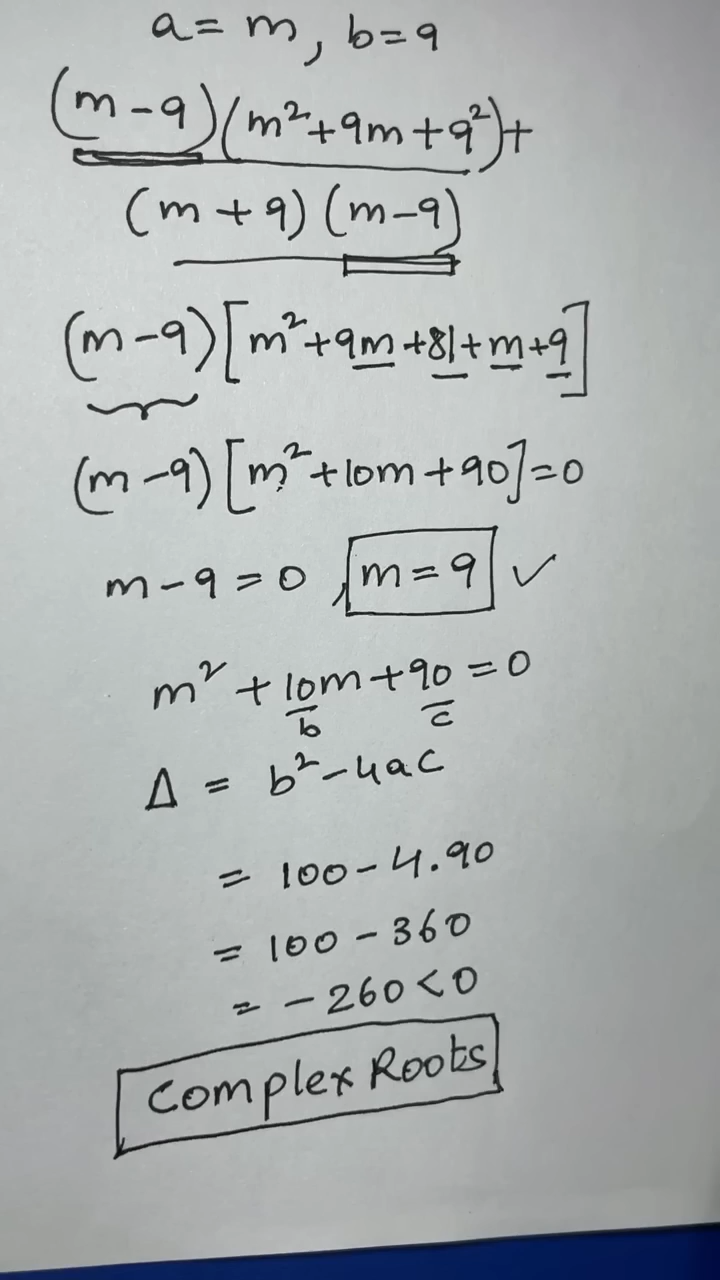 a = m, b = 9
(m - 9)(m² + 9m + 9²) +
(m + 9)(m - 9)
(m - 9)[m² + 9m + 81 + m + 9]
(m - 9)[m² + 10m + 90] = 0
m - 9 = 0, m = 9 ✓
m² + 10m + 90 = 0
b c
Δ = b² - 4ac
= 100 - 4.90
= 100 - 360
= - 260 < 0
Complex Roots